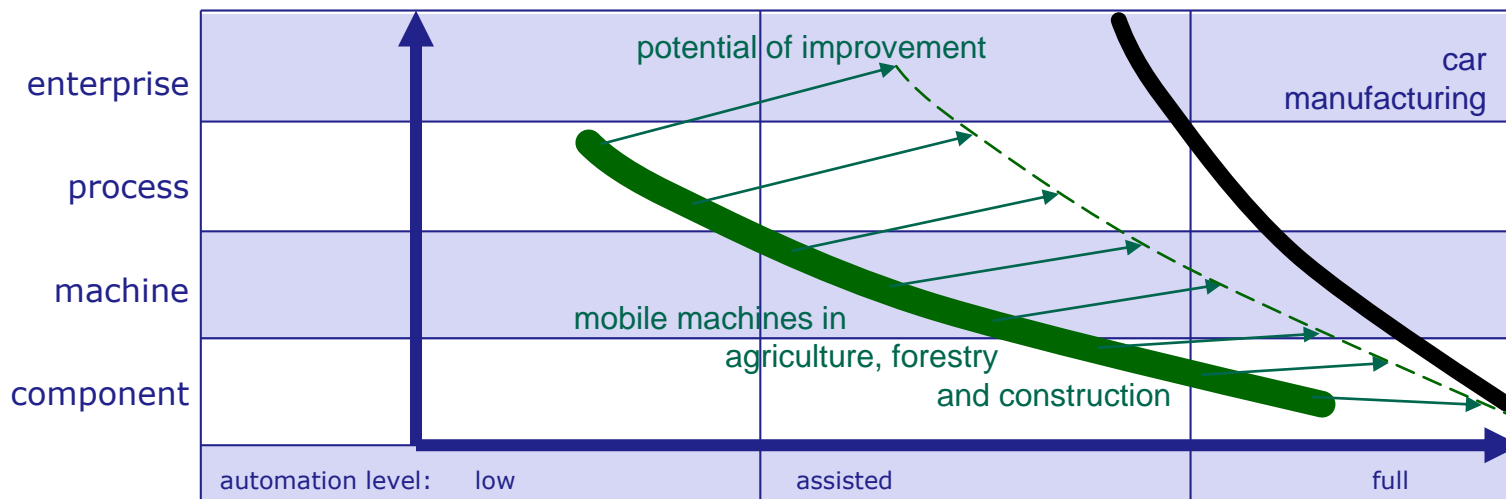 potential of improvement
car
manufacturing
enterprise
process
machine
mobile machines in
agriculture, forestry
and construction
component
automation level: low assisted full